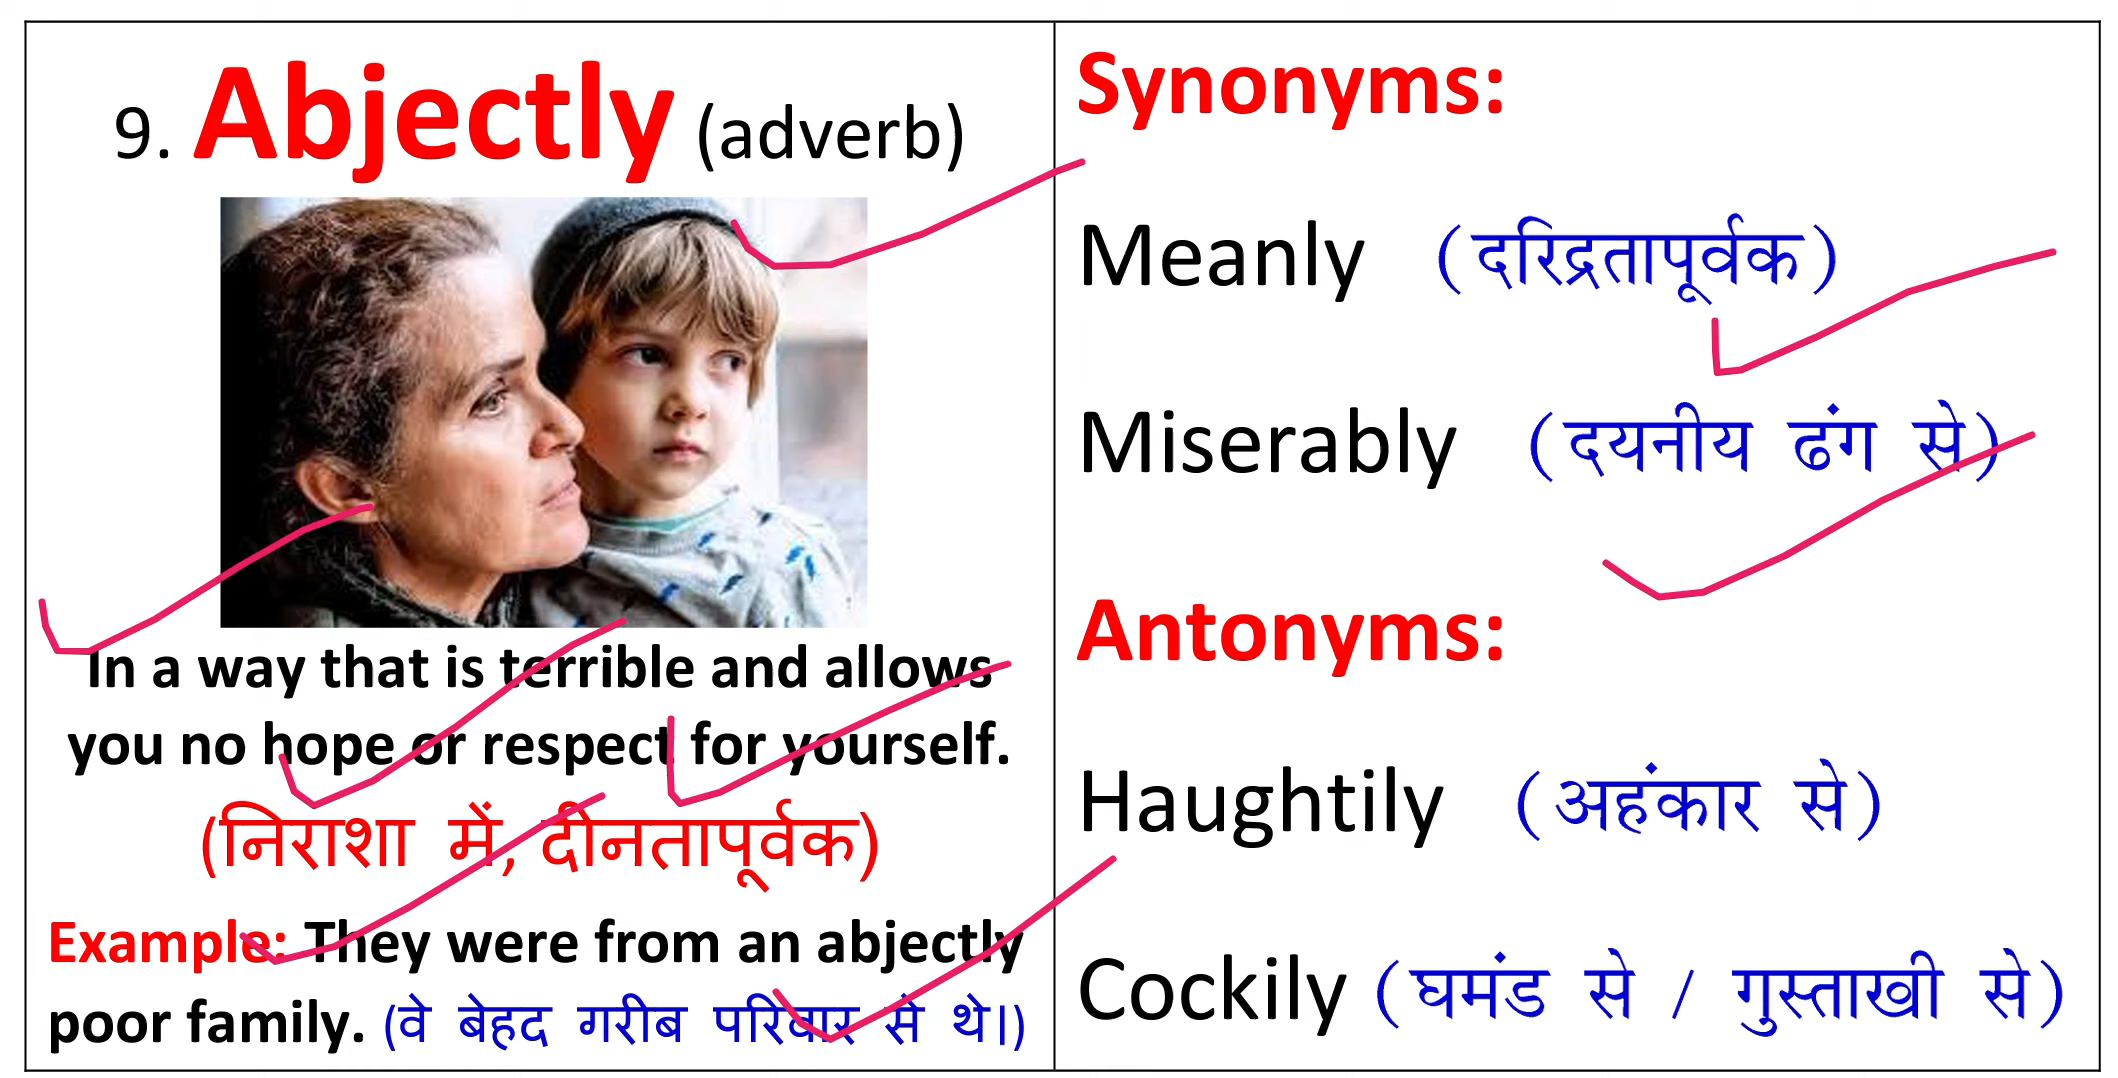 9. Abjectly (adverb)
In a way that is terrible and allows
you no hope or respect for yourself.
(निराशा में, दीनतापूर्वक)
Example: They were from an abjectly
poor family. (वे बेहद गरीब परिवार से थे।)
Synonyms:
Meanly (दरिद्रतापूर्वक)
Miserably (दयनीय ढंग से)
Antonyms:
Haughtily (अहंकार से)
Cockily (घमंड से / गुस्ताखी से)